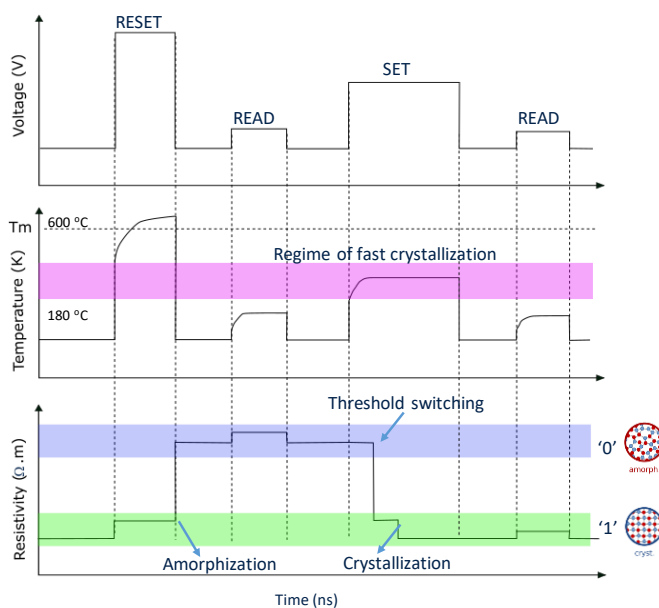 RESET
SET
READ
READ
Voltage (V)
Tm
600 °C
Regime of fast crystallization
180 °C
Temperature (K)
Threshold switching
'0'
amorph.
Resistivity (Ω.m)
'1'
cryst.
Amorphization
Crystallization
Time (ns)